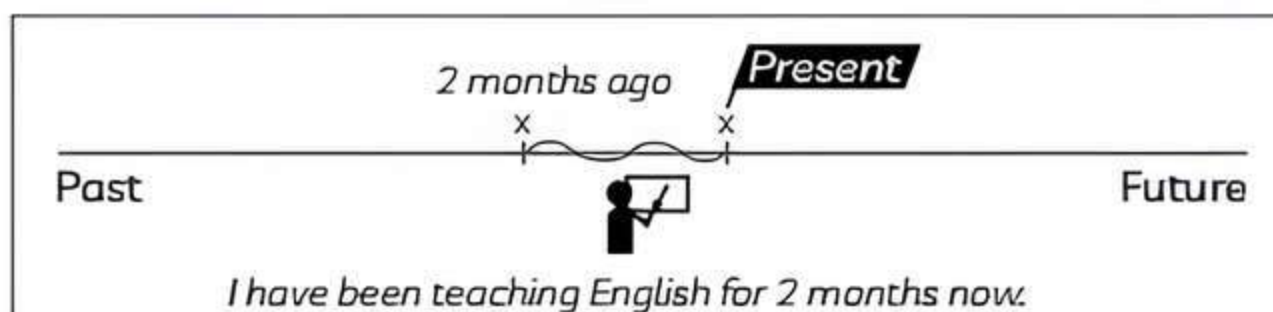 Present
2 months ago
x x
Past Future
I have been teaching English for 2 months now.